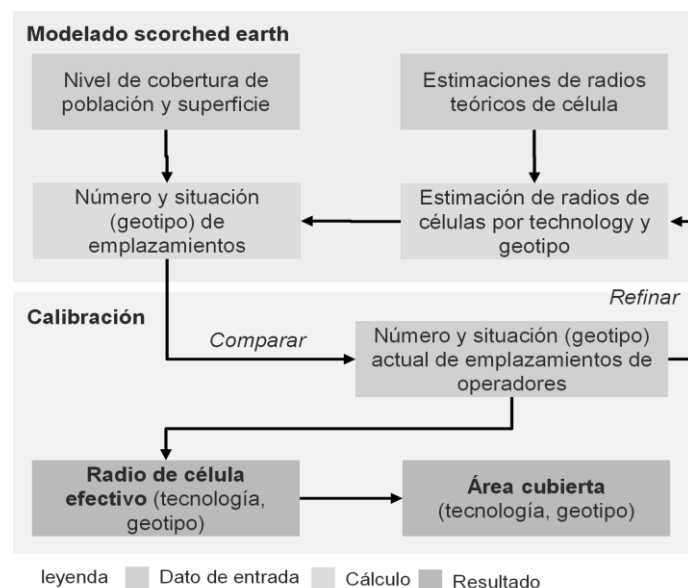 Modelado scorched earth
Nivel de cobertura de
población y superficie
Estimaciones de radios
teóricos de célula
Número y situación
(geotipo) de
emplazamientos
Estimación de radios de
células por technology y
geotipo
Refinar
Calibración
Comparar
Número y situación (geotipo)
actual de emplazamientos de
operadores
Radio de célula
efectivo (tecnología,
geotipo)
Área cubierta
(tecnología, geotipo)
leyenda Dato de entrada Cálculo Resultado